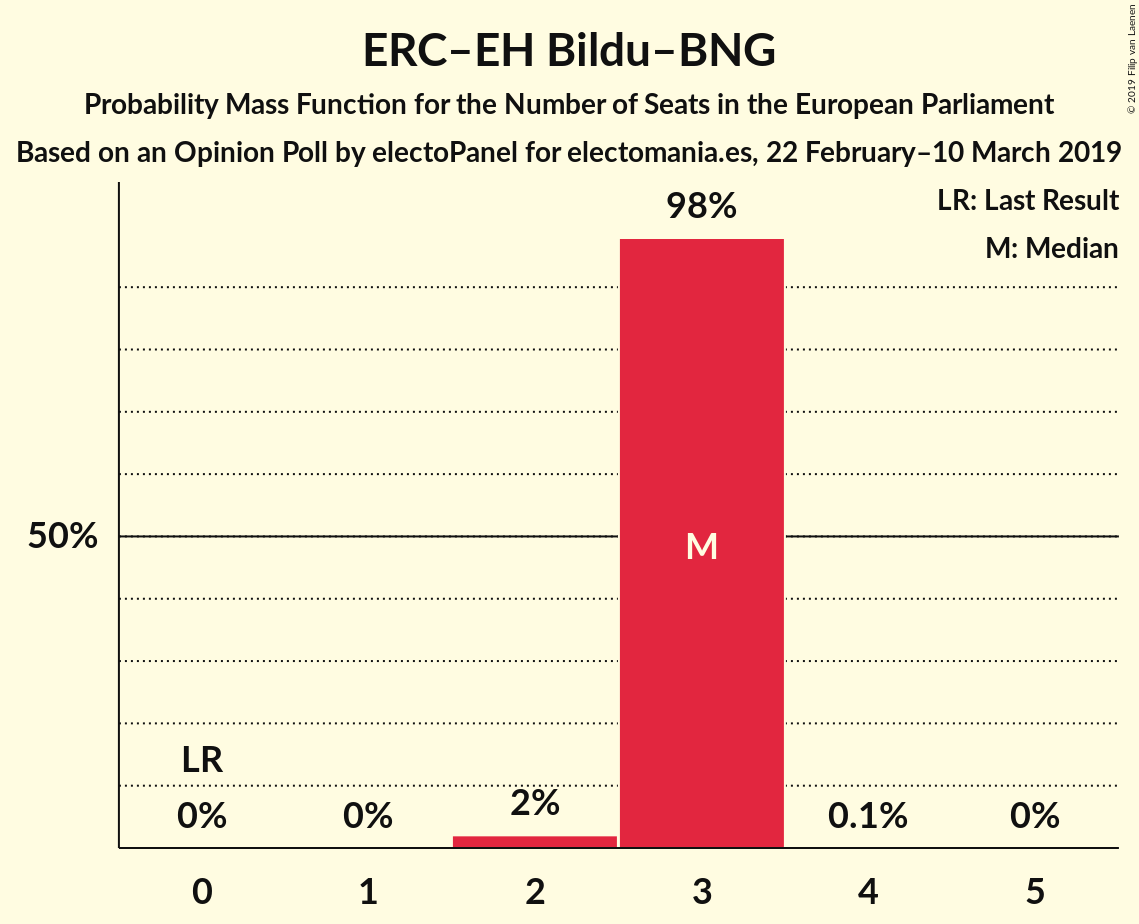 ERC–EH Bildu–BNG
Probability Mass Function for the Number of Seats in the European Parliament
Based on an Opinion Poll by electoPanel for electomania.es, 22 February–10 March 2019
© 2019 Filip van Laenen
LR: Last Result
M: Median
98%
50%
M
LR
0%
0%
2%
0.1%
0%
0 1 2 3 4 5